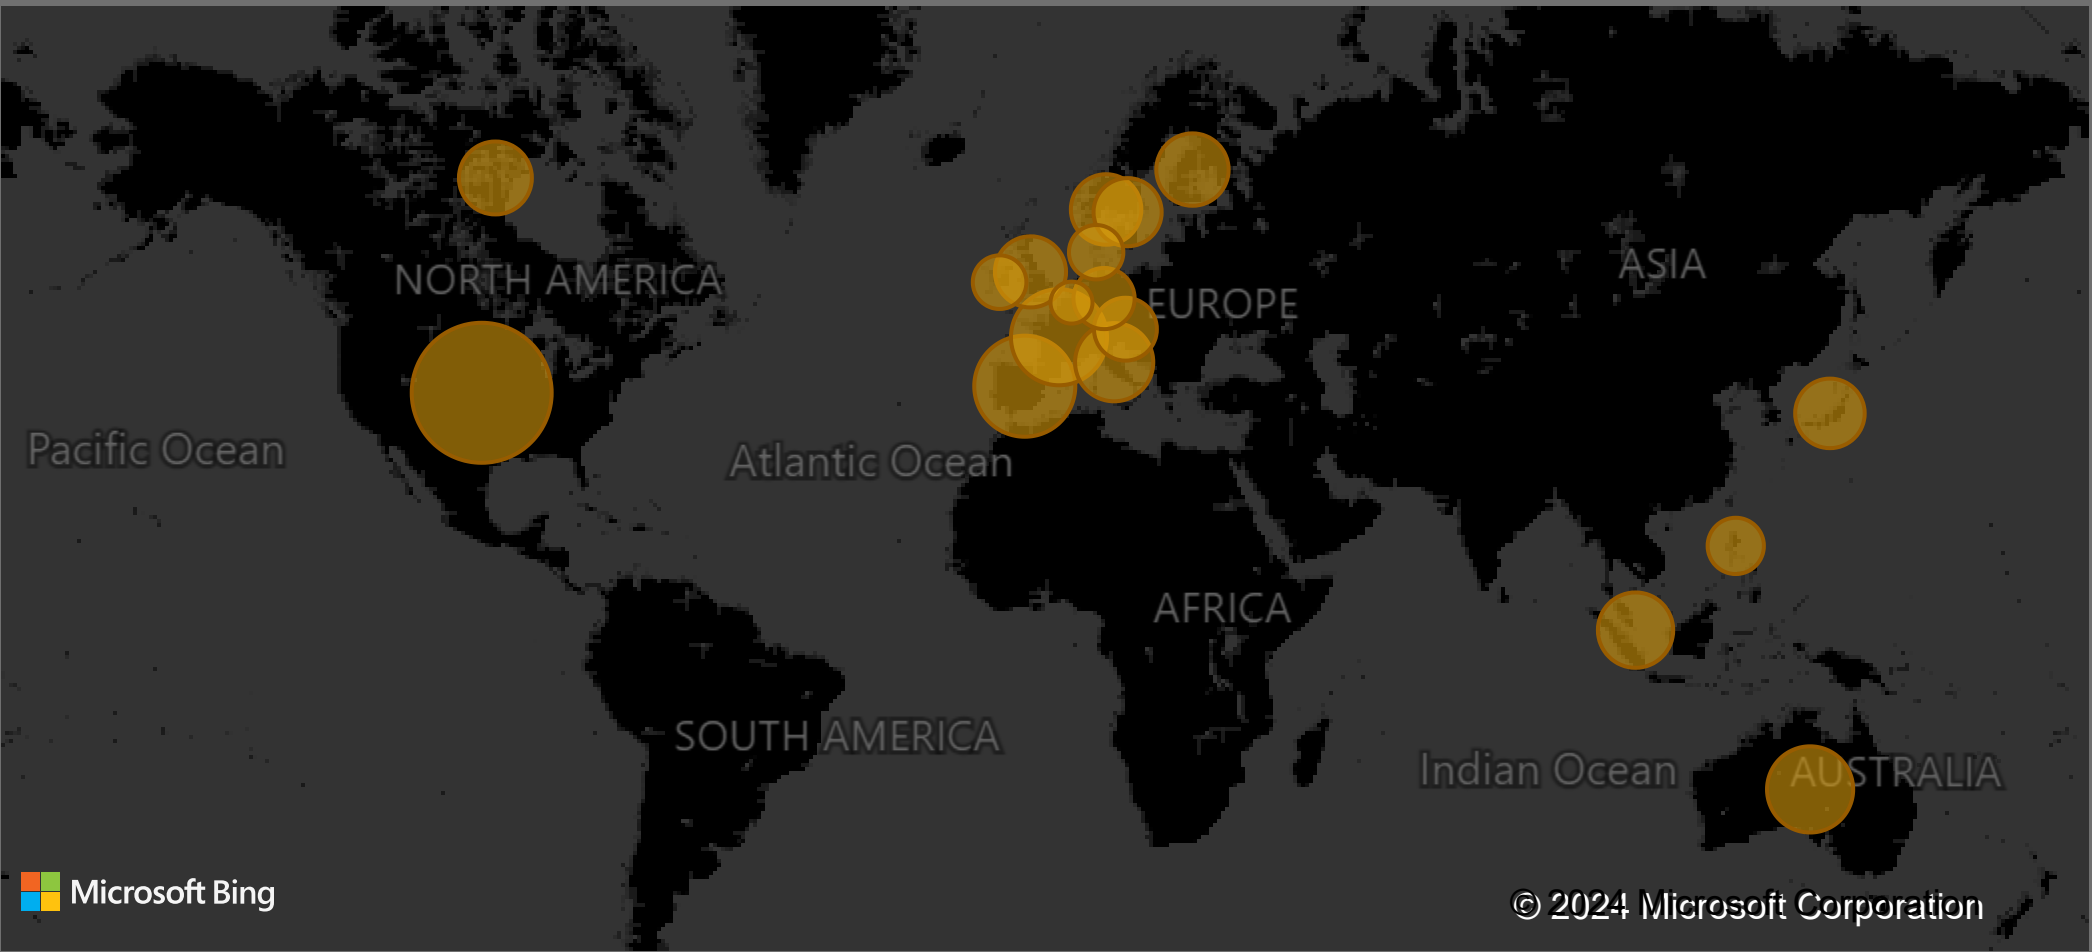 NORTH AMERICA
EUROPE
ASIA
Pacific Ocean
Atlantic Ocean
AFRICA
SOUTH AMERICA
Indian Ocean
AUSTRALIA
Microsoft Bing
© 2024 Microsoft Corporation